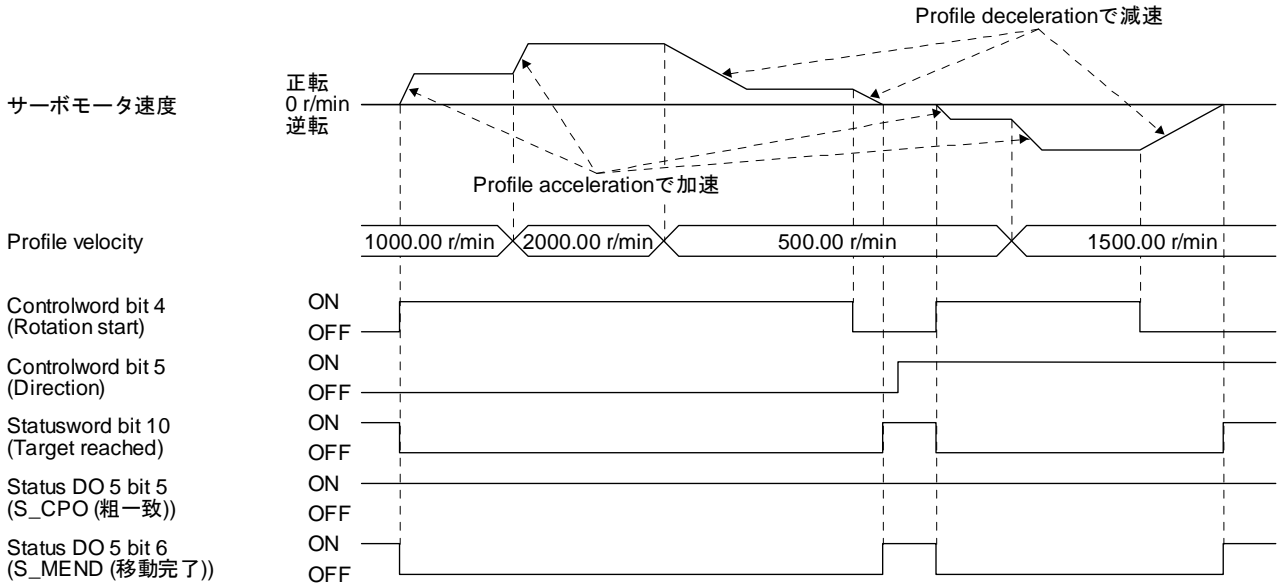 Profile decelerationで減速
サーボモータ速度
正転
0 r/min
逆転
Profile accelerationで加速
Profile velocity
1000.00 r/min
2000.00 r/min
500.00 r/min
1500.00 r/min
Controlword bit 4
(Rotation start)
ON
OFF
Controlword bit 5
(Direction)
ON
OFF
Statusword bit 10
(Target reached)
ON
OFF
Status DO 5 bit 5
(S_CPO (粗一致))
ON
OFF
Status DO 5 bit 6
(S_MEND (移動完了))
ON
OFF